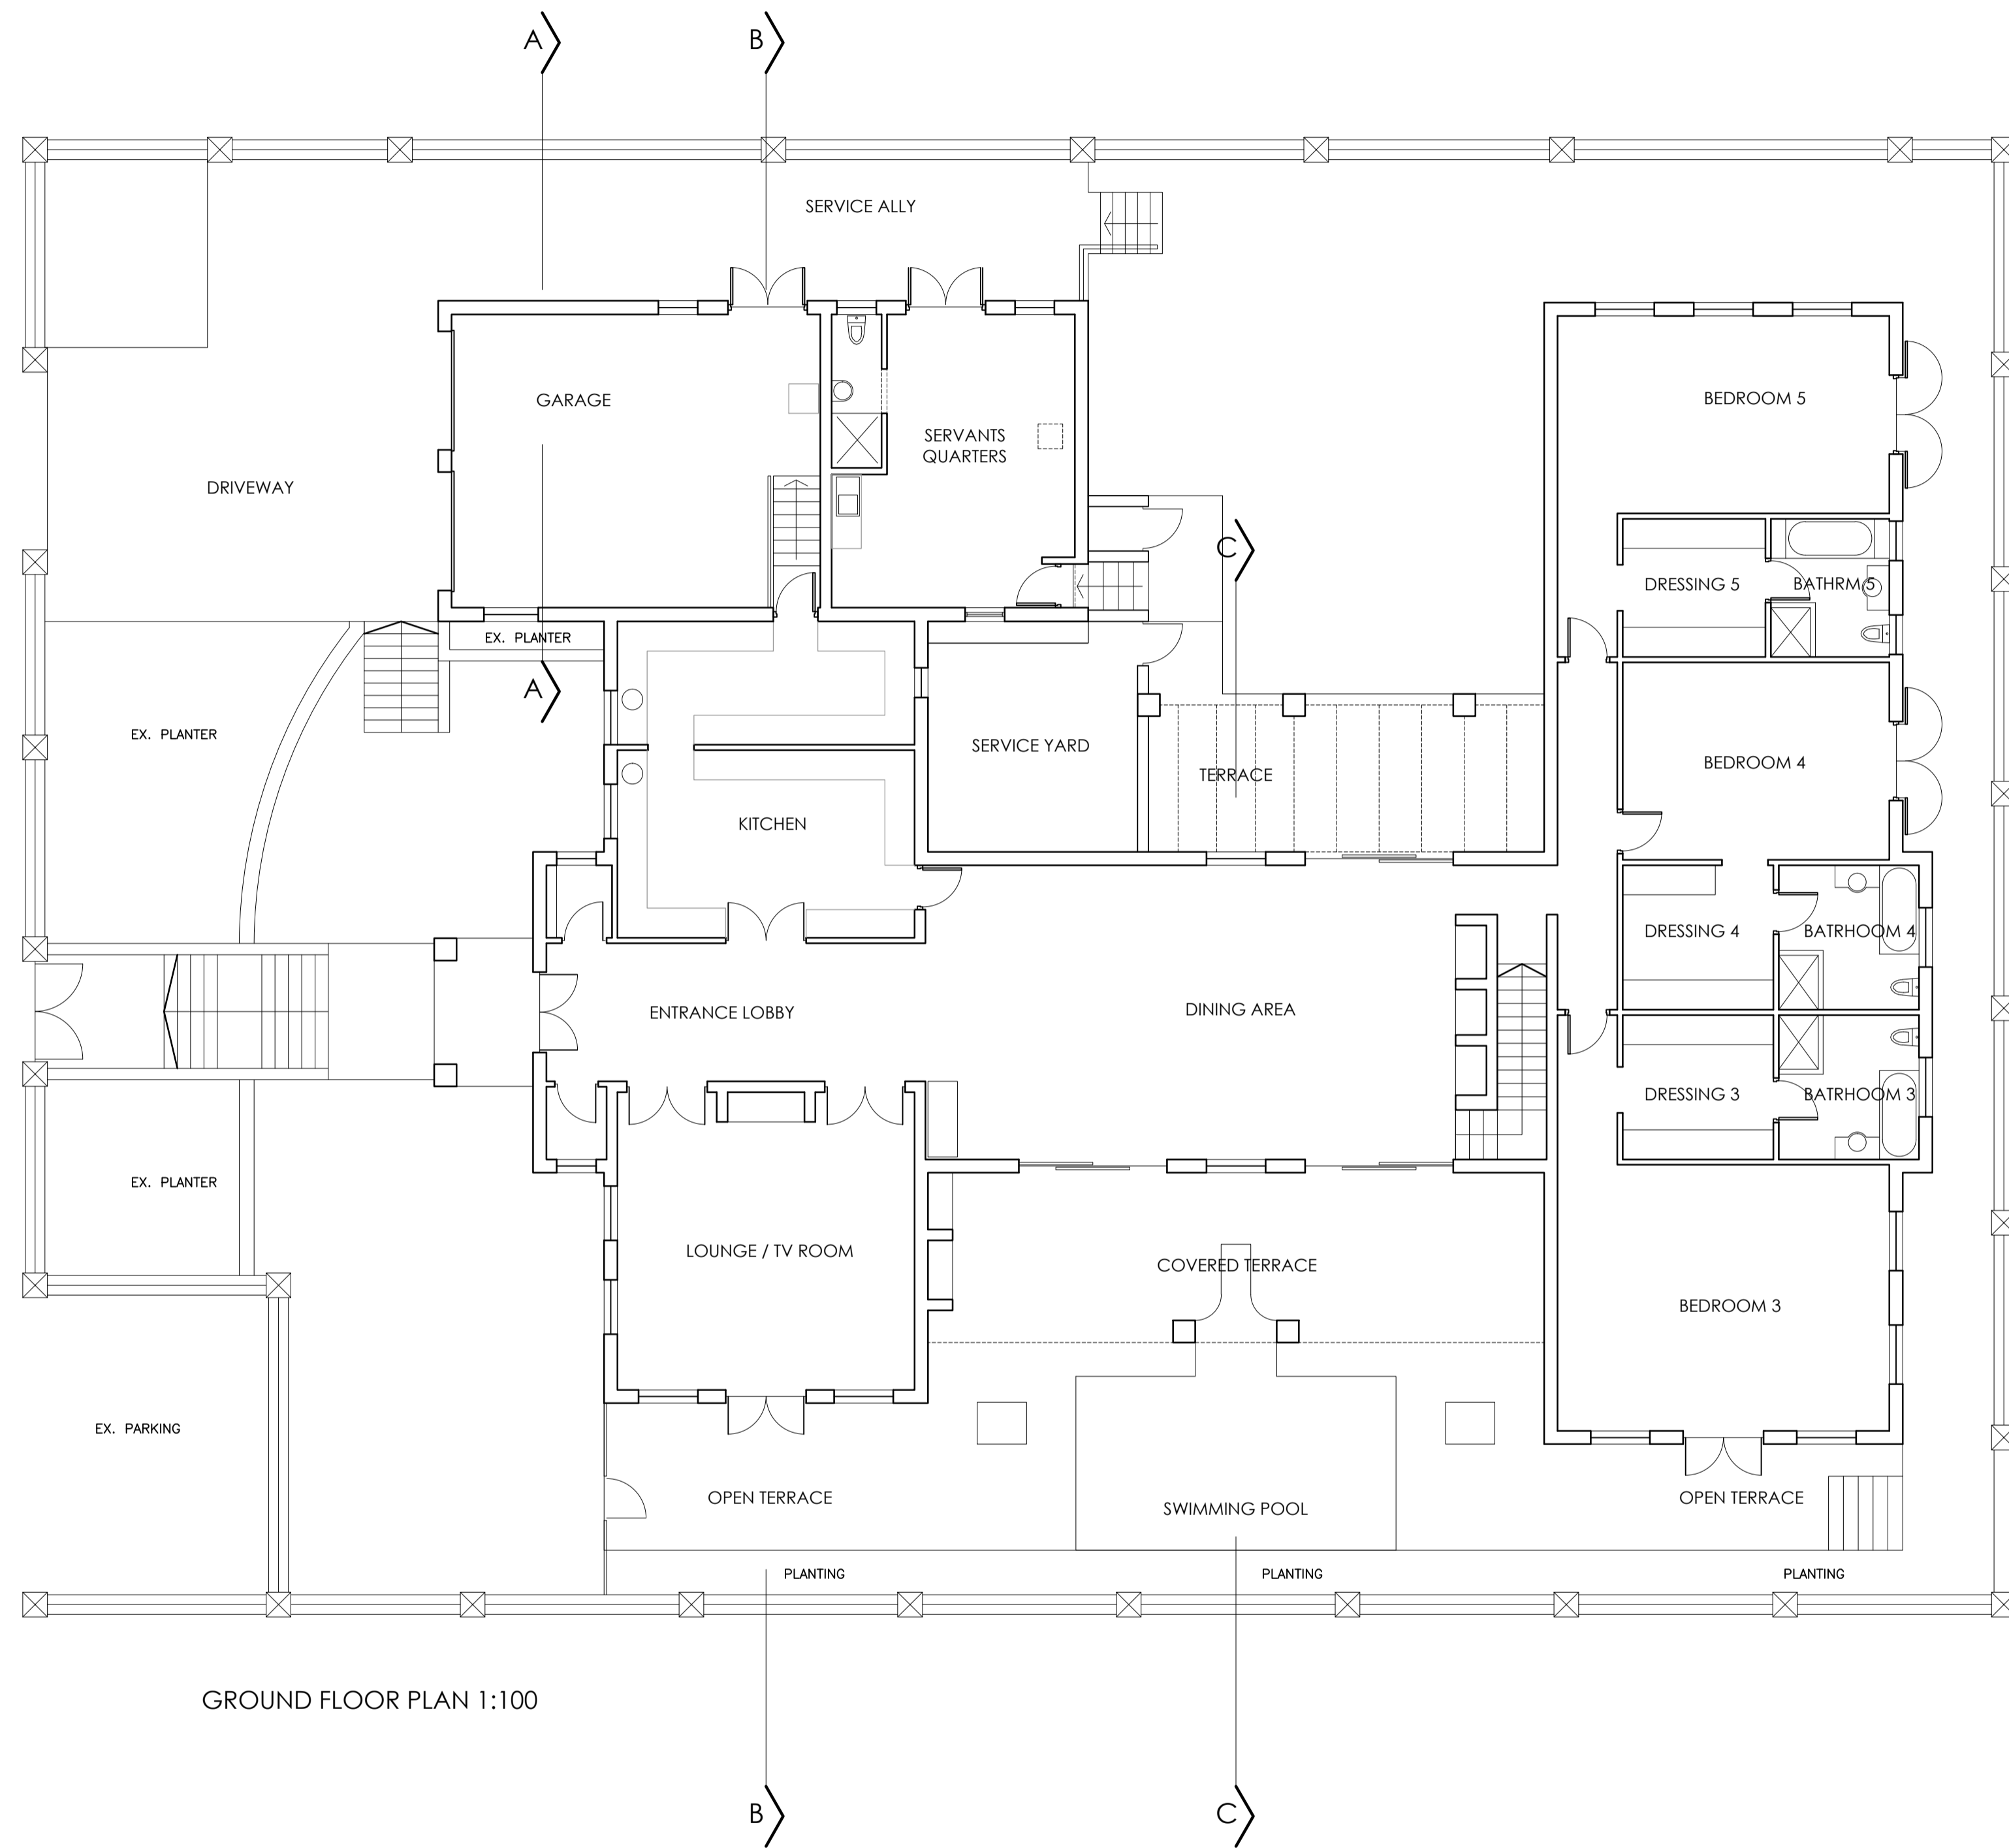 A
B
SERVICE ALLY
GARAGE
BEDROOM 5
SERVANTS
QUARTERS
DRIVEWAY
C
DRESSING 5
BATHRM 5
EX. PLANTER
A
EX. PLANTER
SERVICE YARD
TERRACE
BEDROOM 4
KITCHEN
DRESSING 4
BATRHOOM 4
ENTRANCE LOBBY
DINING AREA
DRESSING 3
BATRHOOM 3
EX. PLANTER
LOUNGE / TV ROOM
COVERED TERRACE
BEDROOM 3
EX. PARKING
OPEN TERRACE
SWIMMING POOL
OPEN TERRACE
PLANTING
PLANTING
PLANTING
GROUND FLOOR PLAN 1:100
B
C